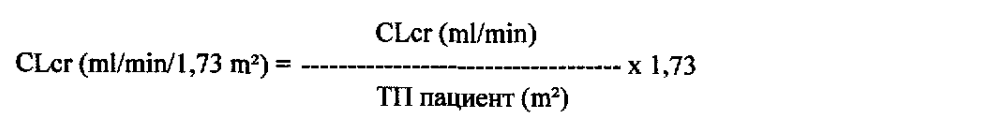 CLcr (ml/min)
CLcr (ml/min/1,73 m²) = ----------------------------------- x 1,73
ТП пациент (m²)